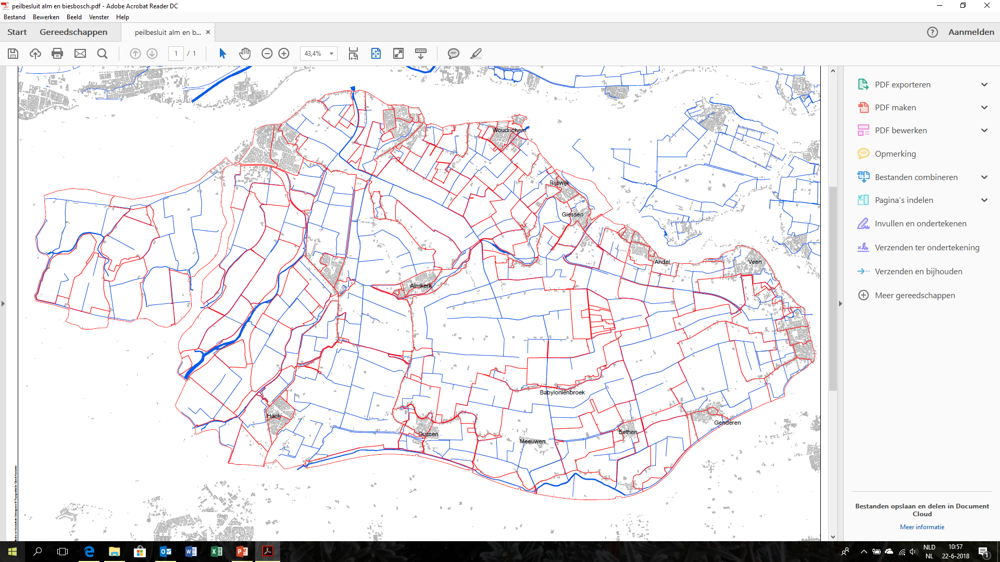 peilbesluit alm en biesbosch.pdf - Adobe Acrobat Reader DC
Bestand Bewerken Beeld Venster Help
Start Gereedschappen peilbesluit alm en b... × ? Aanmelden
1 / 1 43,4%
PDF exporteren
PDF maken
PDF bewerken
Opmerking
Bestanden combineren
Pagina's indelen
Invullen en ondertekenen
Verzenden ter ondertekening
Verzenden en bijhouden
Meer gereedschappen
Bestanden opslaan en delen in Document
Cloud
Meer informatie
Woudrichem
Rijswijk
Giessen
Andel
Veen
Almkerk
Babylonienbroek
Hank
Dussen
Meeuwen
Eethen
Genderen
NLD
NL
10:57
22-6-2018
1